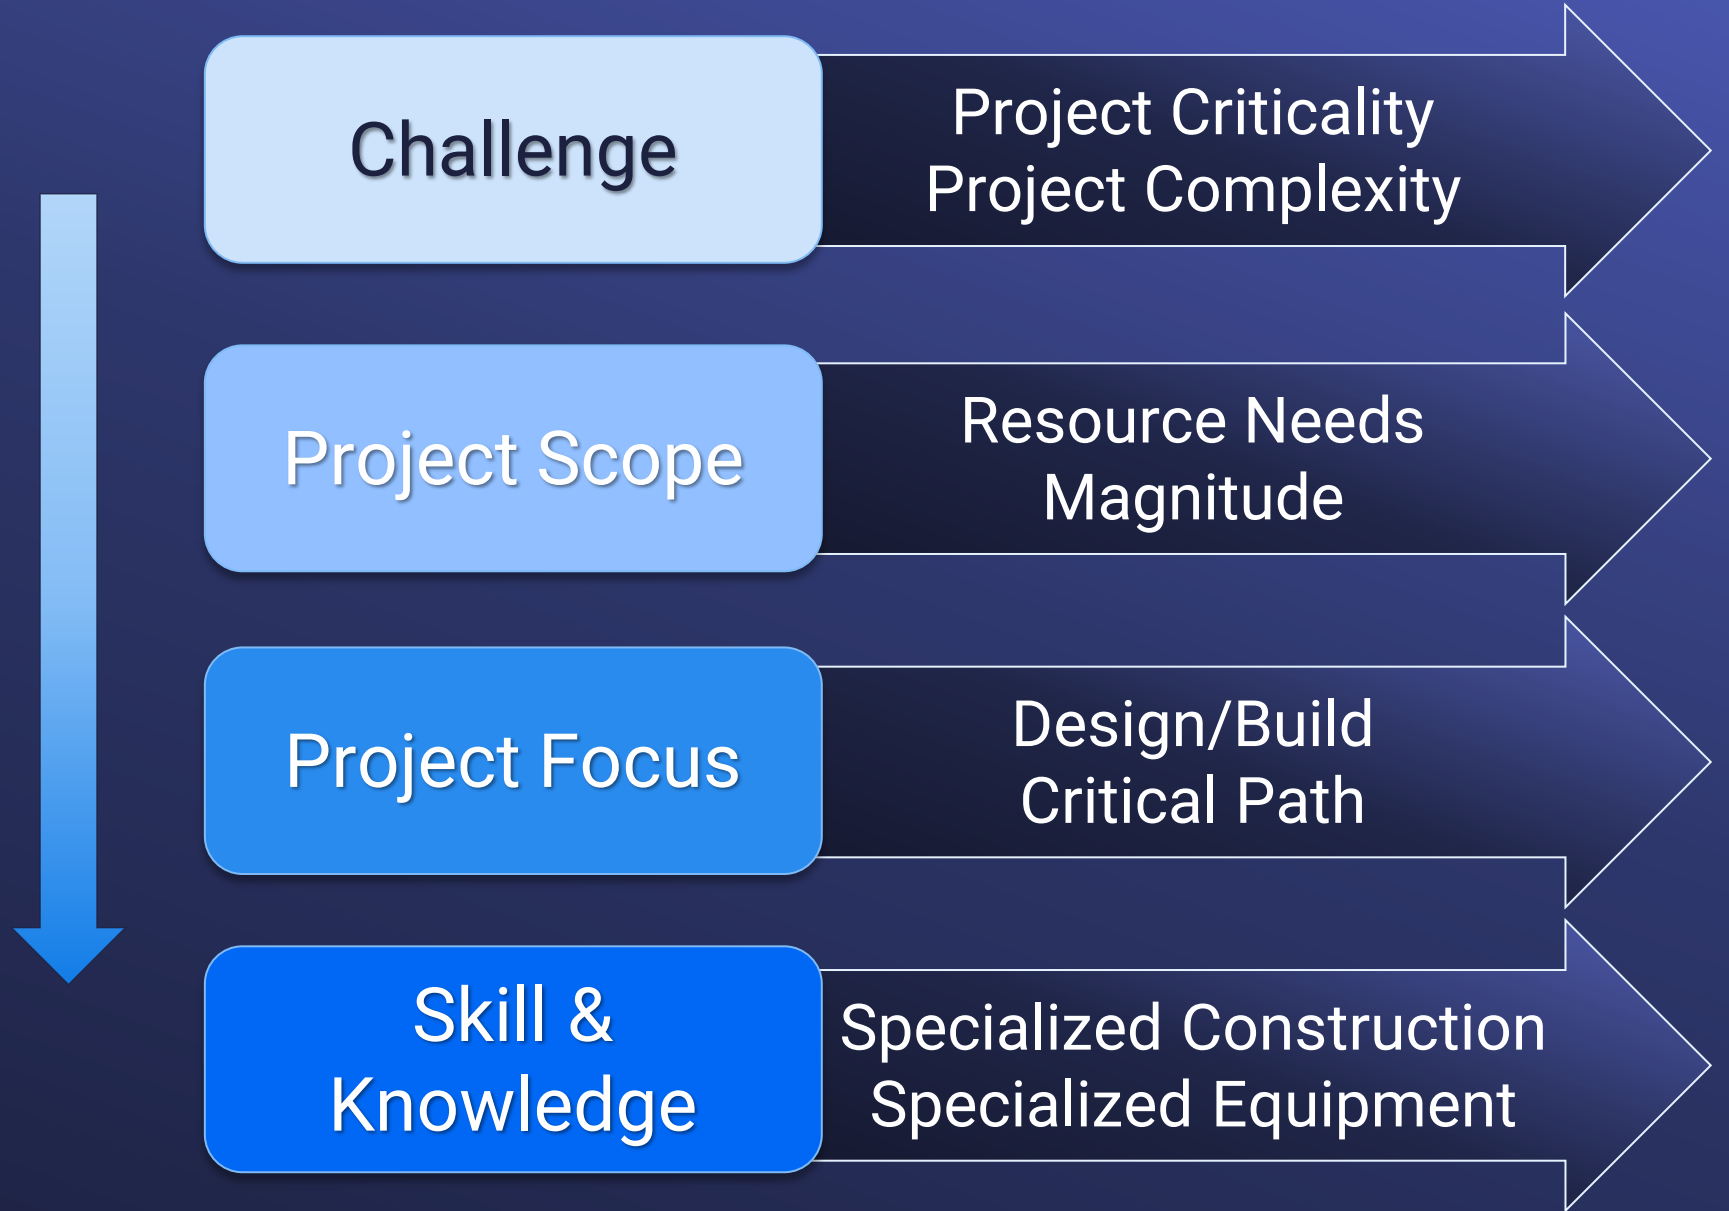 Challenge
Project Criticality
Project Complexity
Project Scope
Resource Needs
Magnitude
Project Focus
Design/Build
Critical Path
Skill &
Knowledge
Specialized Construction
Specialized Equipment